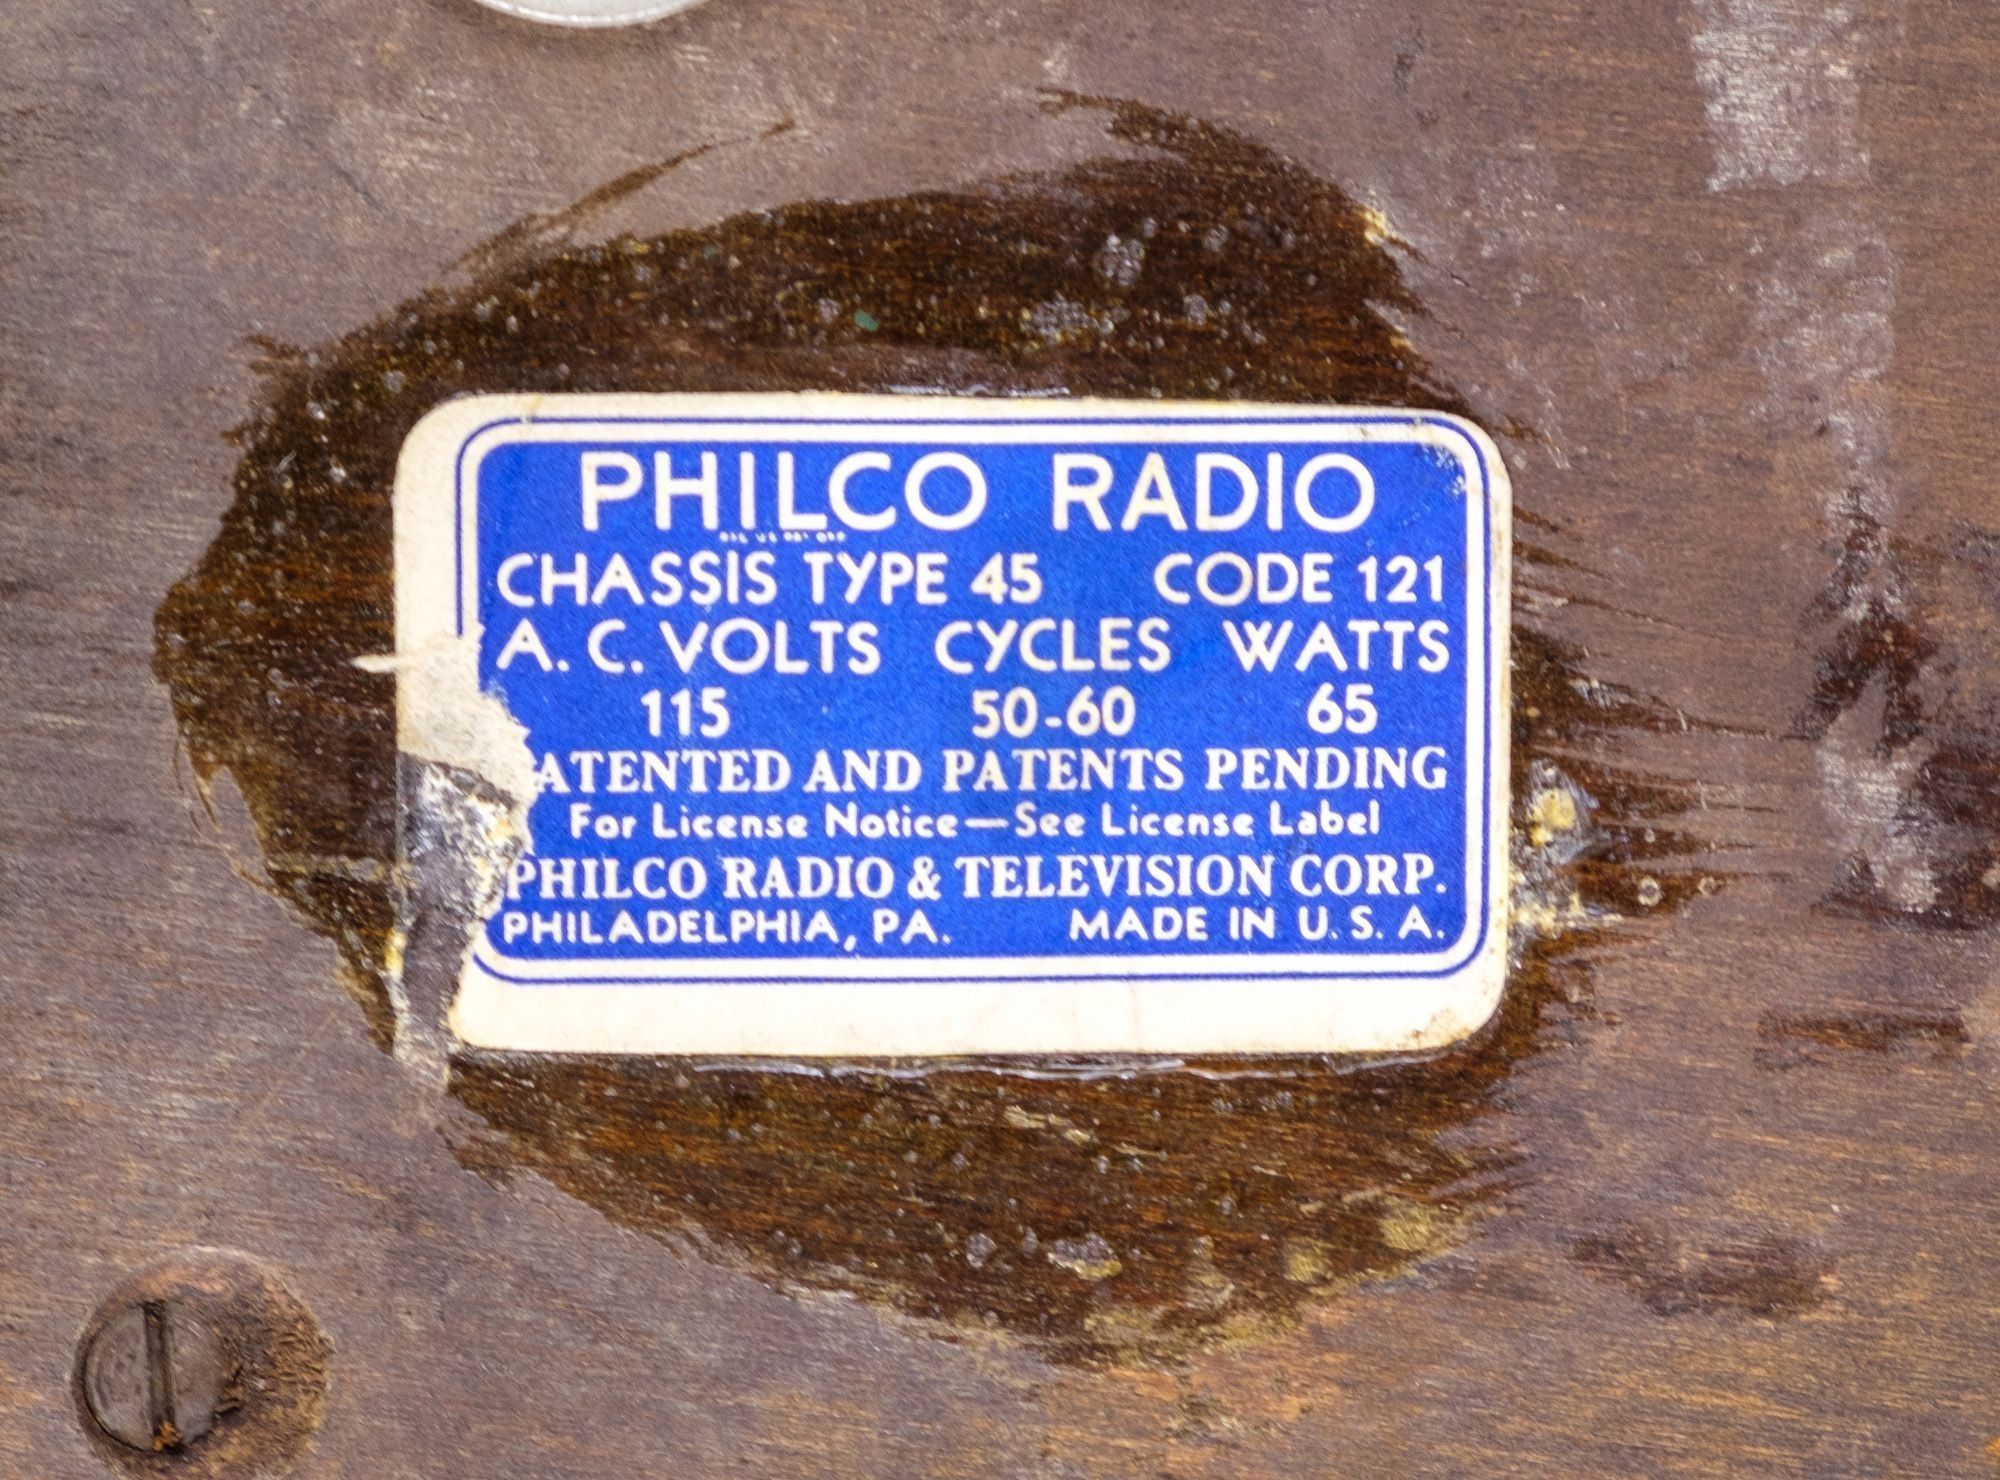 PHILCO RADIO
CHASSIS TYPE 45 CODE 121
A. C. VOLTS CYCLES WATTS
115 50-60 65
ATENTED AND PATENTS PENDING
For License Notice—See License Label
PHILCO RADIO & TELEVISION CORP.
PHILADELPHIA, PA. MADE IN U. S. A.